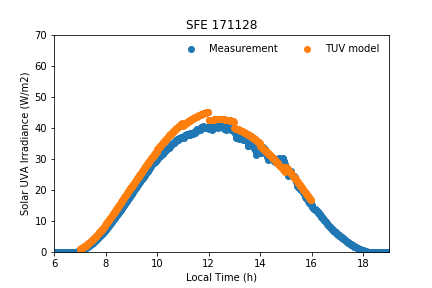 SFE 171128
Measurement TUV model
70
60
50
40
30
20
10
0
Solar UVA Irradiance (W/m2)
6 8 10 12 14 16 18
Local Time (h)